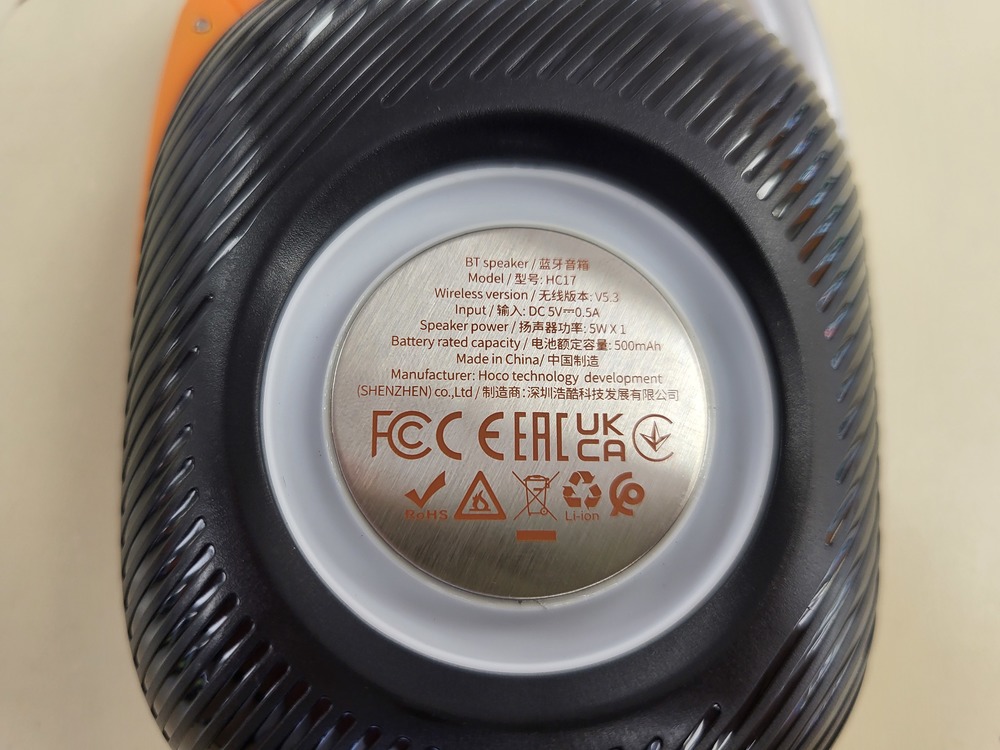 BT speaker / 蓝牙音箱
Model / 型号: HC17
Wireless version / 无线版本: V5.3
Input / 输入: DC 5V⎓0.5A
Speaker power / 扬声器功率: 5W X 1
Battery rated capacity / 电池额定容量: 500mAh
Made in China/ 中国制造
Manufacturer: Hoco technology development
(SHENZHEN) co.,Ltd / 制造商: 深圳浩酷科技发展有限公司
FC CE EAC UK CA
RoHS Li-ion